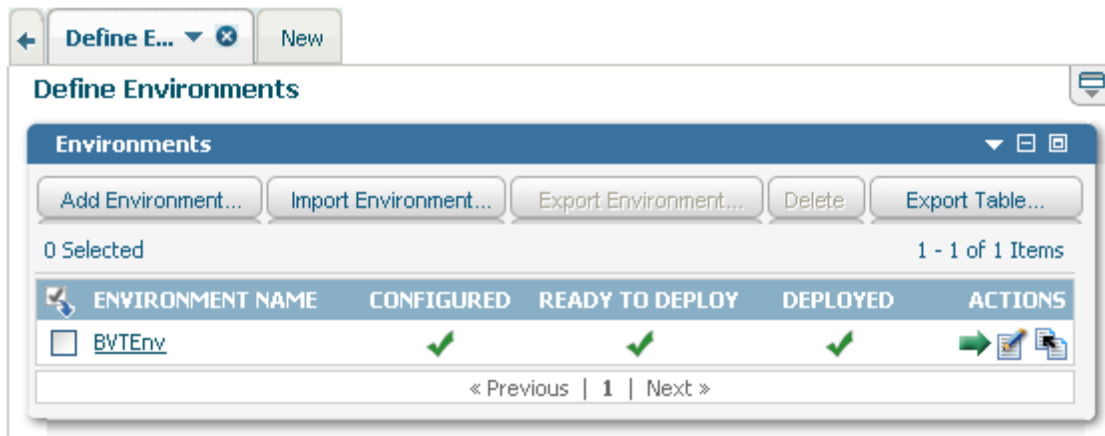 Define E... New
Define Environments
Environments
Add Environment... Import Environment... Export Environment... Delete Export Table...
0 Selected 1 - 1 of 1 Items
ENVIRONMENT NAME CONFIGURED READY TO DEPLOY DEPLOYED ACTIONS
BVTEnv
« Previous | 1 | Next »